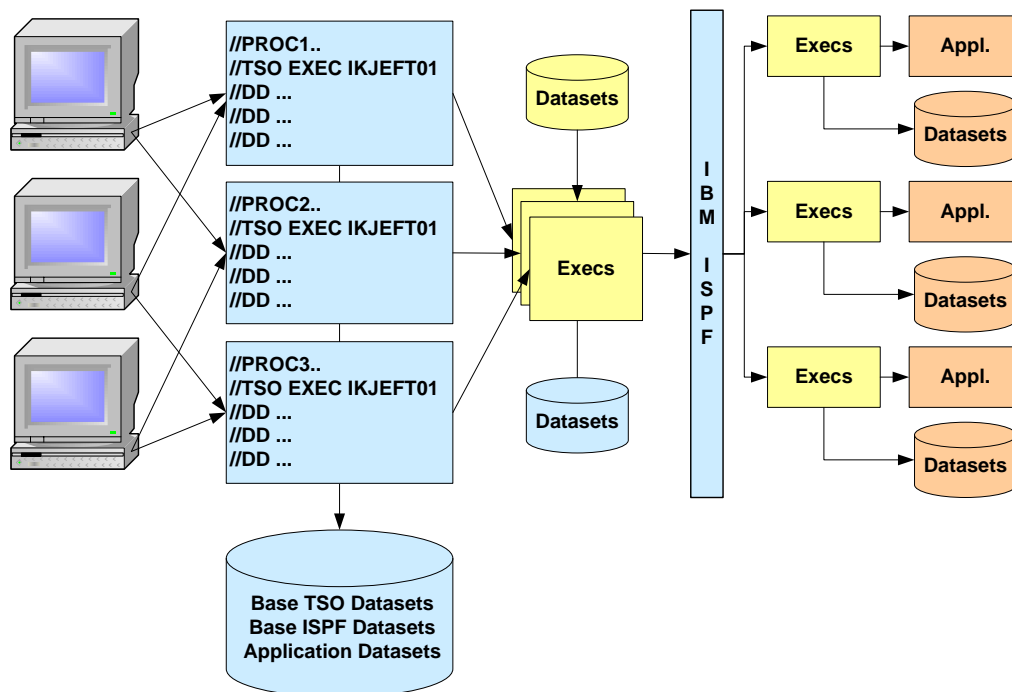 //PROC1..
//TSO EXEC IKJEFT01
//DD ...
//DD ...
//DD ...
//PROC2..
//TSO EXEC IKJEFT01
//DD ...
//DD ...
//DD ...
//PROC3..
//TSO EXEC IKJEFT01
//DD ...
//DD ...
//DD ...
Base TSO Datasets
Base ISPF Datasets
Application Datasets
Datasets
Execs
Datasets
I
B
M
I
S
P
F
Execs
Appl.
Datasets
Execs
Appl.
Datasets
Execs
Appl.
Datasets